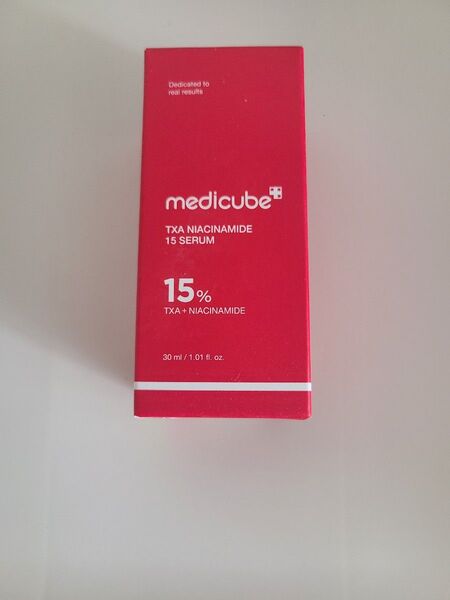 Dedicated to
real results
medicube
TXA NIACINAMIDE
15 SERUM
15%
TXA + NIACINAMIDE
30 ml / 1.01 fl. oz.